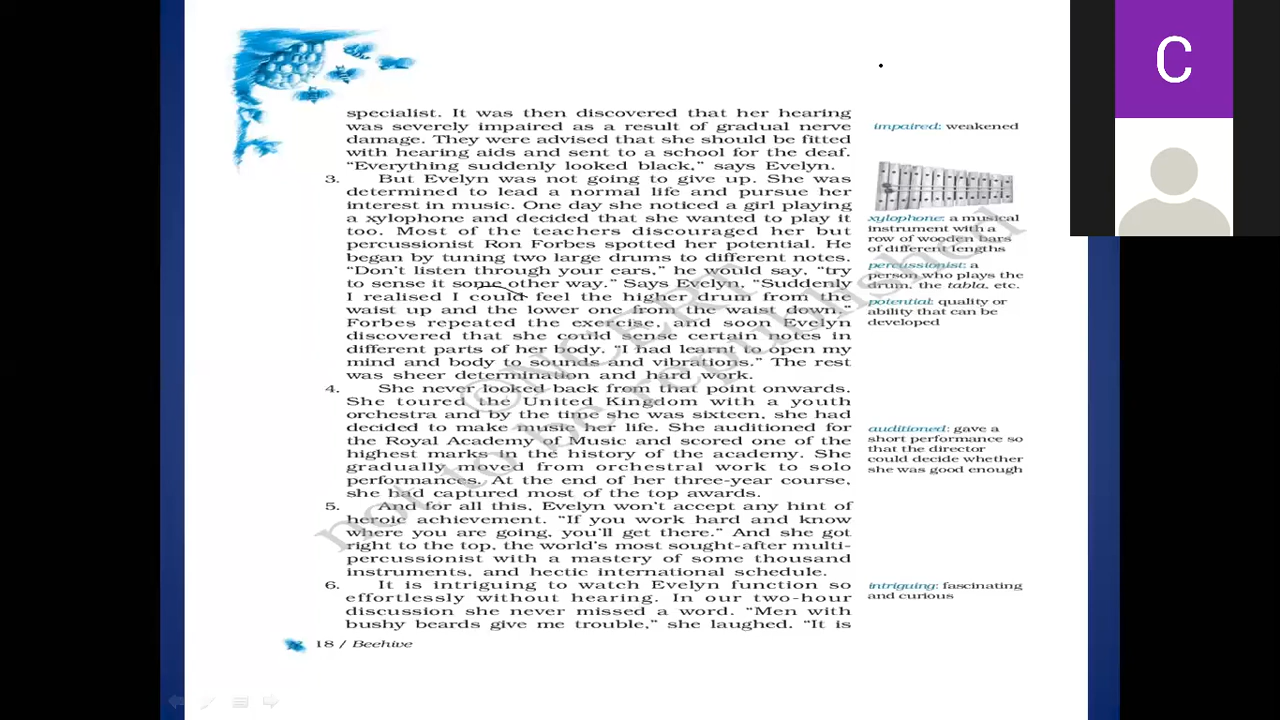 C
specialist. It was then discovered that her hearing
was severely impaired as a result of gradual nerve
damage. They were advised that she should be fitted
with hearing aids and sent to a school for the deaf.
“Everything suddenly looked black,” says Evelyn.
3. But Evelyn was not going to give up. She was
determined to lead a normal life and pursue her
interest in music. One day she noticed a girl playing
a xylophone and decided that she wanted to play it
too. Most of the teachers discouraged her but
percussionist Ron Forbes spotted her potential. He
began by tuning two large drums to different notes.
“Don’t listen through your ears,” he would say, “try
to sense it some other way.” Says Evelyn, “Suddenly
I realised I could feel the higher drum from the
waist up and the lower one from the waist down.”
Forbes repeated the exercise, and soon Evelyn
discovered that she could sense certain notes in
different parts of her body. “I had learnt to open my
mind and body to sounds and vibrations.” The rest
was sheer determination and hard work.
4. She never looked back from that point onwards.
She toured the United Kingdom with a youth
orchestra and by the time she was sixteen, she had
decided to make music her life. She auditioned for
the Royal Academy of Music and scored one of the
highest marks in the history of the academy. She
gradually moved from orchestral work to solo
performances. At the end of her three-year course,
she had captured most of the top awards.
5. And for all this, Evelyn won’t accept any hint of
heroic achievement. “If you work hard and know
where you are going, you’ll get there.” And she got
right to the top, the world’s most sought-after multi-
percussionist with a mastery of some thousand
instruments, and hectic international schedule.
6. It is intriguing to watch Evelyn function so
effortlessly without hearing. In our two-hour
discussion she never missed a word. “Men with
bushy beards give me trouble,” she laughed. “It is
impaired: weakened
xylophone: a musical
instrument with a
row of wooden bars
of different lengths
percussionist: a
person who plays the
drum, the tabla, etc.
potential: quality or
ability that can be
developed
auditioned: gave a
short performance so
that the director
could decide whether
she was good enough
intriguing: fascinating
and curious
18 / Beehive
©NCERT
not to be republished